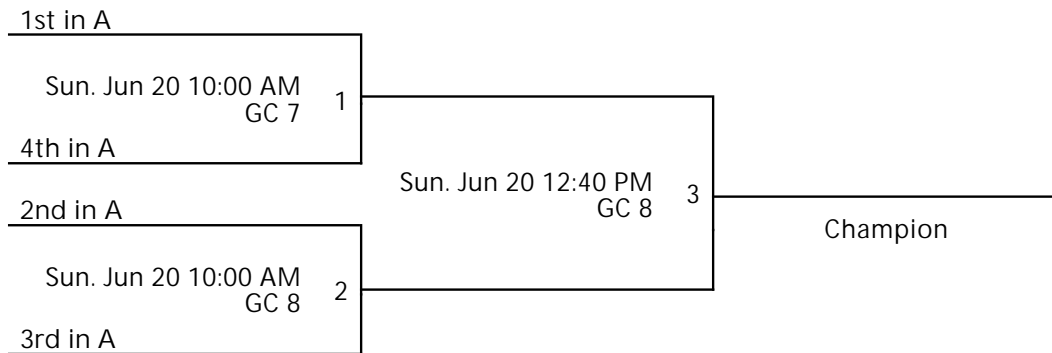 1st in A
Sun. Jun 20 10:00 AM
GC 7
1
4th in A
Sun. Jun 20 12:40 PM
GC 8
3
2nd in A
Champion
Sun. Jun 20 10:00 AM
GC 8
2
3rd in A